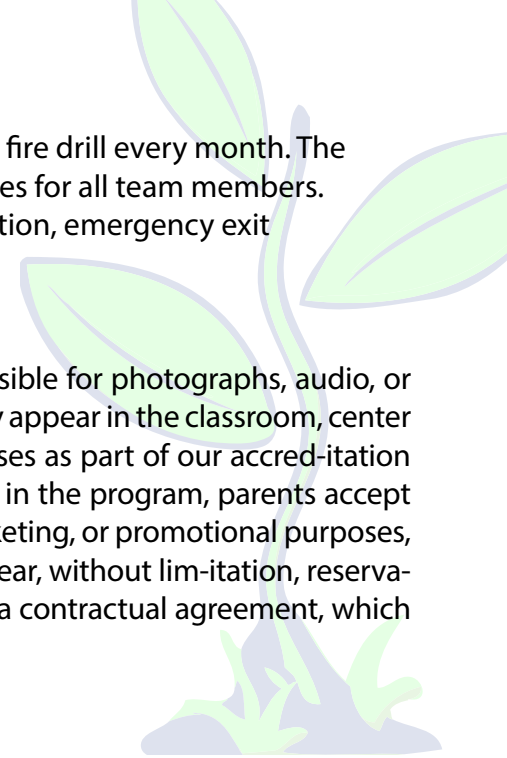 fire drill every month. The
es for all team members.
tion, emergency exit
sible for photographs, audio, or
appear in the classroom, center
ses as part of our accred-itation
in the program, parents accept
keting, or promotional purposes,
ear, without lim-itation, reserva-
a contractual agreement, which